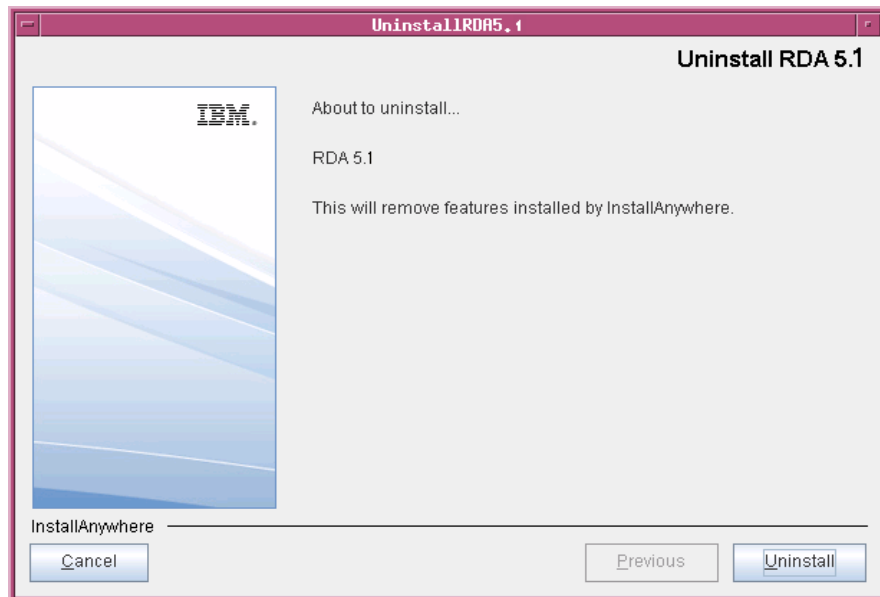 UninstallRDA5.1
Uninstall RDA 5.1
IBM.
About to uninstall...
RDA 5.1
This will remove features installed by InstallAnywhere.
InstallAnywhere
Cancel
Previous
Uninstall